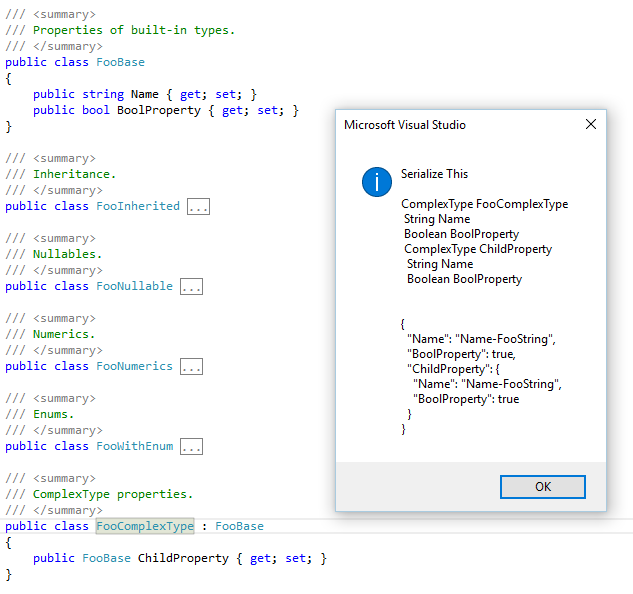 /// <summary>
/// Properties of built-in types.
/// </summary>
public class FooBase
{
    public string Name { get; set; }
    public bool BoolProperty { get; set; }
}
/// <summary>
/// Inheritance.
/// </summary>
public class FooInherited ...
/// <summary>
/// Nullables.
/// </summary>
public class FooNullable ...
/// <summary>
/// Numerics.
/// </summary>
public class FooNumerics ...
/// <summary>
/// Enums.
/// </summary>
public class FooWithEnum ...
/// <summary>
/// ComplexType properties.
/// </summary>
public class FooComplexType : FooBase
{
    public FooBase ChildProperty { get; set; }
}
Microsoft Visual Studio
Serialize This
ComplexType FooComplexType
 String Name
 Boolean BoolProperty
 ComplexType ChildProperty
  String Name
  Boolean BoolProperty
{
  "Name": "Name-FooString",
  "BoolProperty": true,
  "ChildProperty": {
    "Name": "Name-FooString",
    "BoolProperty": true
  }
}
OK